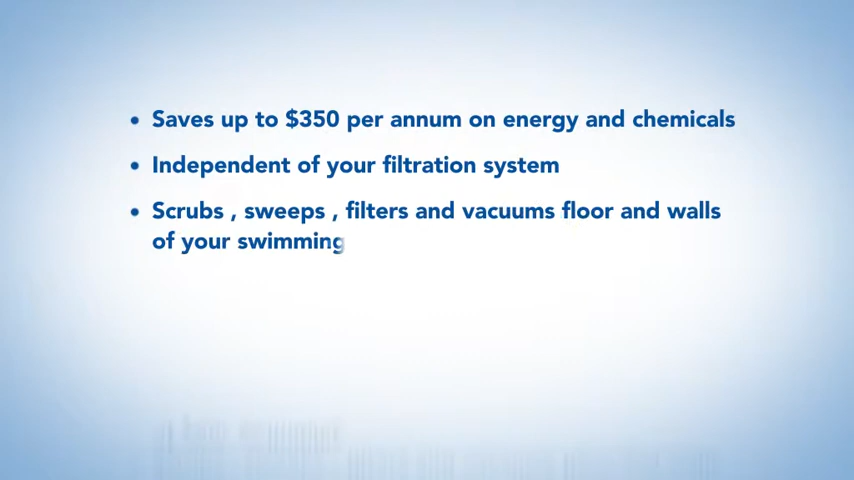 • Saves up to $350 per annum on energy and chemicals
• Independent of your filtration system
• Scrubs , sweeps , filters and vacuums floor and walls
of your swimming